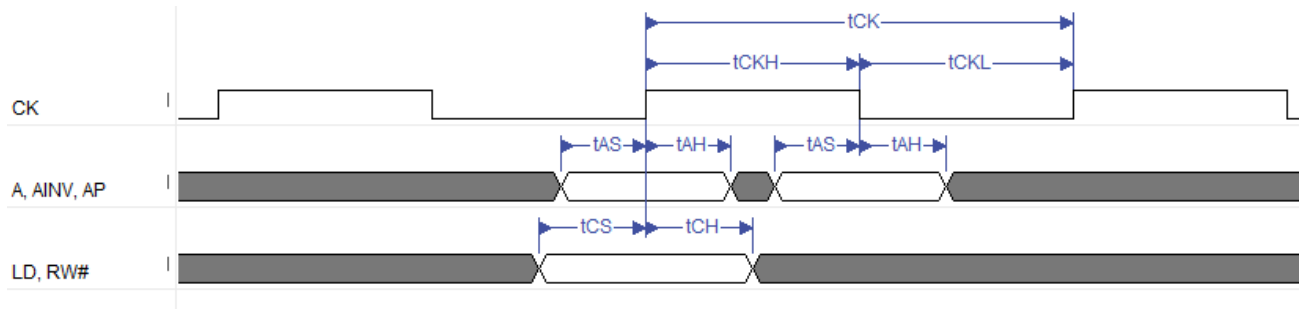 tCK
tCKH tCKL
CK
tAS tAH tAS tAH
A, AINV, AP
tCS tCH
LD, RW#